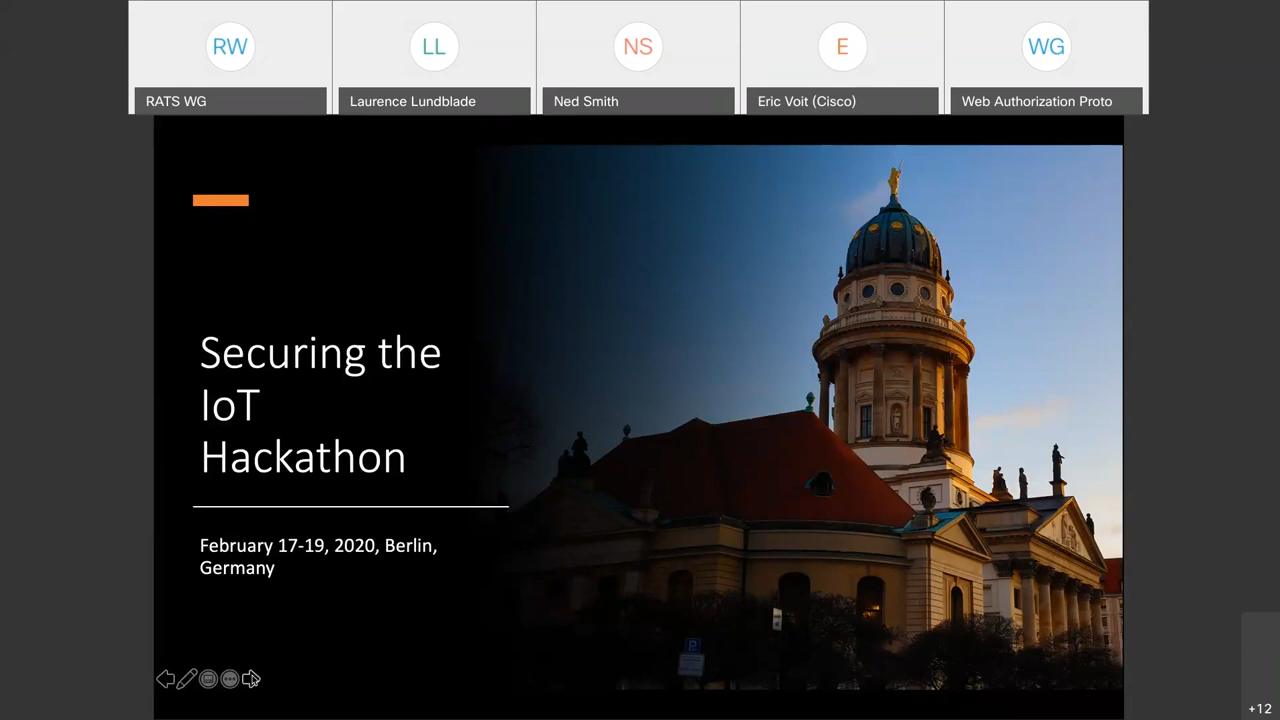 RW
LL
NS
E
WG
RATS WG
Laurence Lundblade
Ned Smith
Eric Voit (Cisco)
Web Authorization Proto
Securing the
IoT
Hackathon
February 17-19, 2020, Berlin,
Germany
P
+12